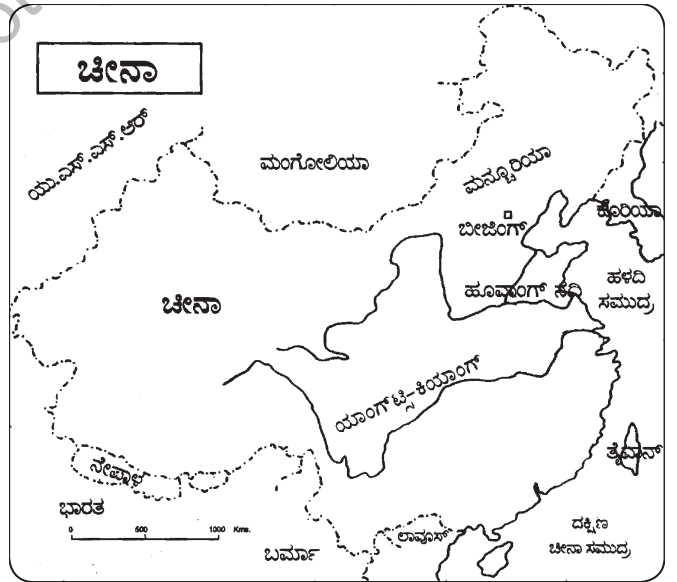 ಚೀನಾ
ಯು.ಎಸ್.ಎಸ್.ಆರ್
ಮಂಗೋಲಿಯಾ
ಮನ್ಚೂರಿಯಾ
ಬೀಜಿಂಗ್
ಕೊರಿಯಾ
ಹಳದಿ
ಸಮುದ್ರ
ಹೂವಾಂಗ್ ನದಿ
ಚೀನಾ
ಯಾಂಗ್ ಟ್ಸಿ-ಕಿಯಾಂಗ್
ತೈವಾನ್
ನೇಪಾಳ
ಭಾರತ
0 500 1000 Kms.
ಬರ್ಮಾ
ಲಾವೂಸ್
ದಕ್ಷಿಣ
ಚೀನಾ ಸಮುದ್ರ